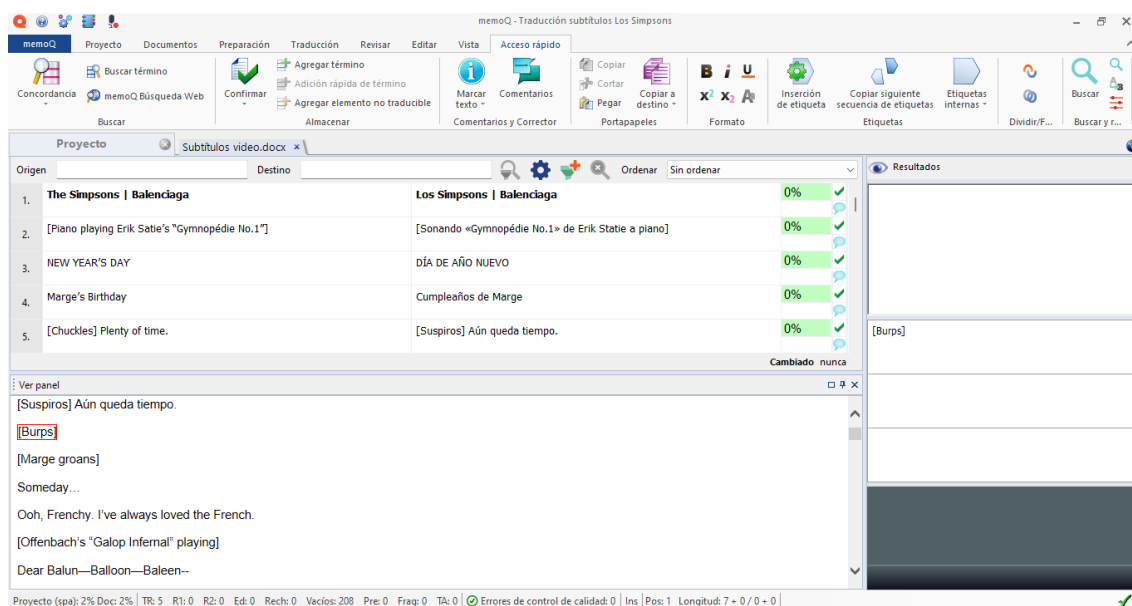 memoQ - Traducción subtítulos Los Simpsons
memoQ Proyecto Documentos Preparación Traducción Revisar Editar Vista Acceso rápido
Concordancia
Buscar término
memoQ Búsqueda Web
Buscar
Confirmar
Agregar término
Adición rápida de término
Agregar elemento no traducible
Almacenar
Marcar texto
Comentarios
Comentarios y Corrector
Copiar
Cortar
Pegar
Copiar a destino
Portapapeles
B i U
X² X₂
Formato
Inserción de etiqueta
Copiar siguiente secuencia de etiquetas
Etiquetas internas
Etiquetas
Dividir/F...
Buscar
Buscar y r...
Proyecto Subtítulos video.docx
Origen Destino Ordenar Sin ordenar
Resultados
1. The Simpsons | Balenciaga Los Simpsons | Balenciaga 0%
2. [Piano playing Erik Satie's "Gymnopédie No.1"] [Sonando «Gymnopédie No.1» de Erik Statie a piano] 0%
3. NEW YEAR'S DAY DÍA DE AÑO NUEVO 0%
4. Marge's Birthday Cumpleaños de Marge 0%
5. [Chuckles] Plenty of time. [Suspiros] Aún queda tiempo. 0%
[Burps]
Cambiado nunca
Ver panel
[Suspiros] Aún queda tiempo.
[Burps]
[Marge groans]
Someday…
Ooh, Frenchy. I've always loved the French.
[Offenbach's "Galop Infernal" playing]
Dear Balun—Balloon—Baleen--
Proyecto (spa): 2% Doc: 2% TR: 5 R1: 0 R2: 0 Ed: 0 Rech: 0 Vacíos: 208 Pre: 0 Frag: 0 TA: 0 Errores de control de calidad: 0 Ins Pos: 1 Longitud: 7 + 0 / 0 + 0